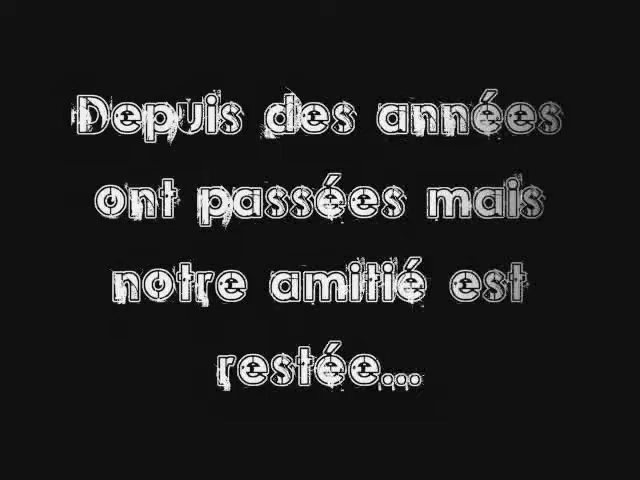 Depuis des années
ont passées mais
notre amitié est
restée...